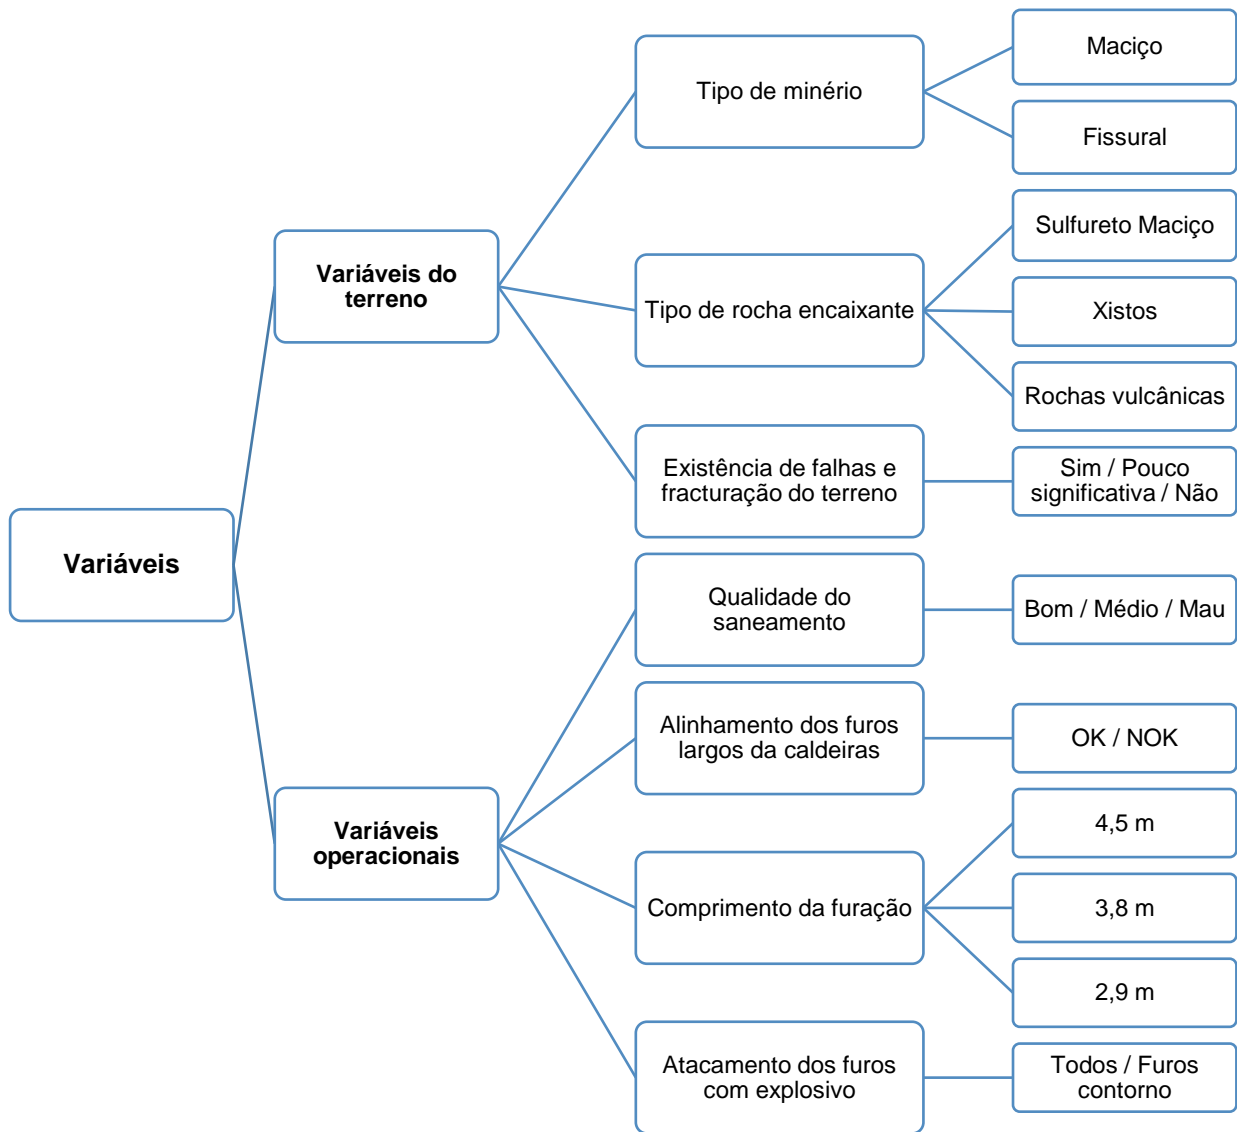 Variáveis
Variáveis do
terreno
Tipo de minério
Maciço
Fissural
Tipo de rocha encaixante
Sulfureto Maciço
Xistos
Rochas vulcânicas
Existência de falhas e
fracturação do terreno
Sim / Pouco
significativa / Não
Variáveis
operacionais
Qualidade do
saneamento
Bom / Médio / Mau
Alinhamento dos furos
largos da caldeiras
OK / NOK
Comprimento da furação
4,5 m
3,8 m
2,9 m
Atacamento dos furos
com explosivo
Todos / Furos
contorno